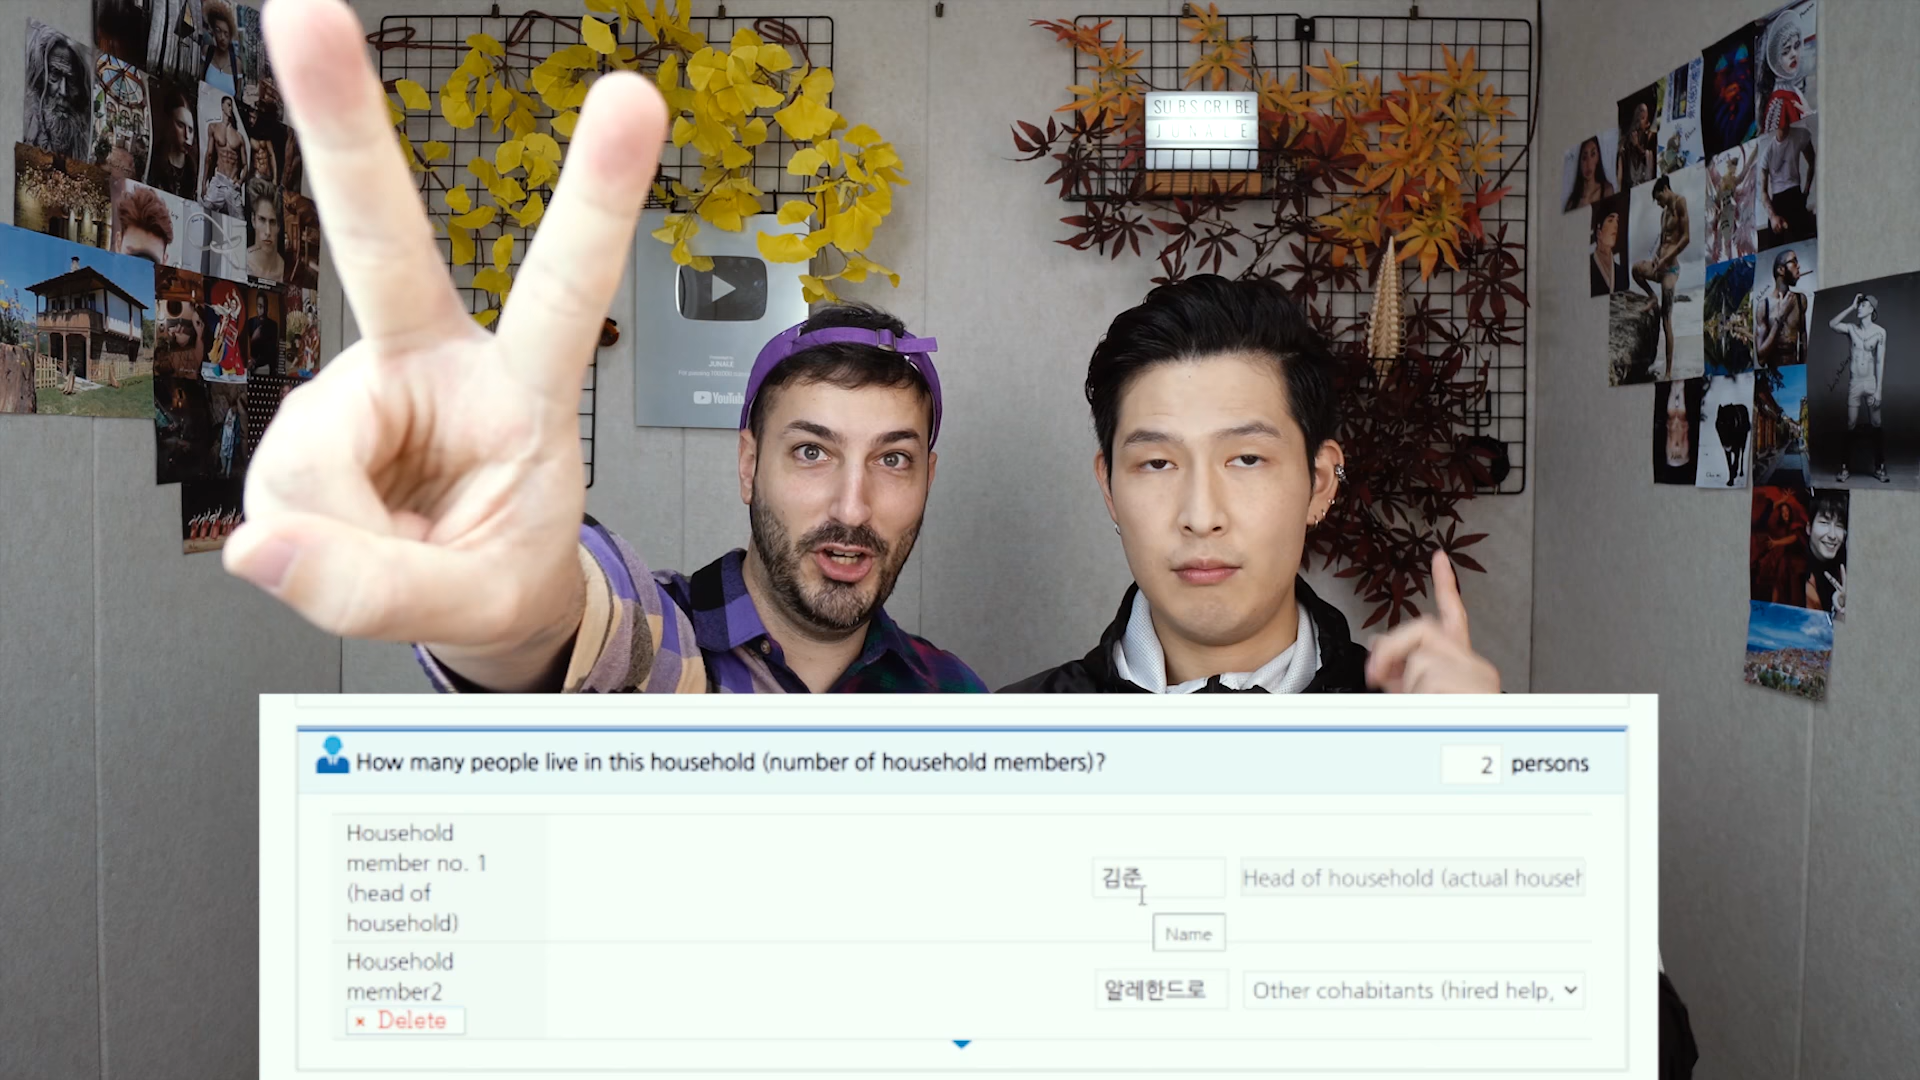 SUBSCRIBE
JUNALE
JUNALE
YouTube
How many people live in this household (number of household members)?
2 persons
Household
member no. 1
(head of
household)
김준
Head of household (actual househ
Name
Household
member2
알레한드로
Other cohabitants (hired help,
× Delete